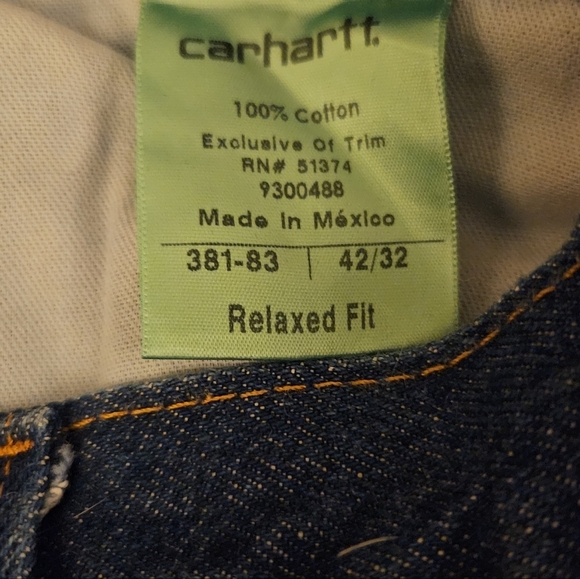 carhartt.
100% Cotton
Exclusive Of Trim
RN# 51374
9300488
Made In México
381-83 | 42/32
Relaxed Fit